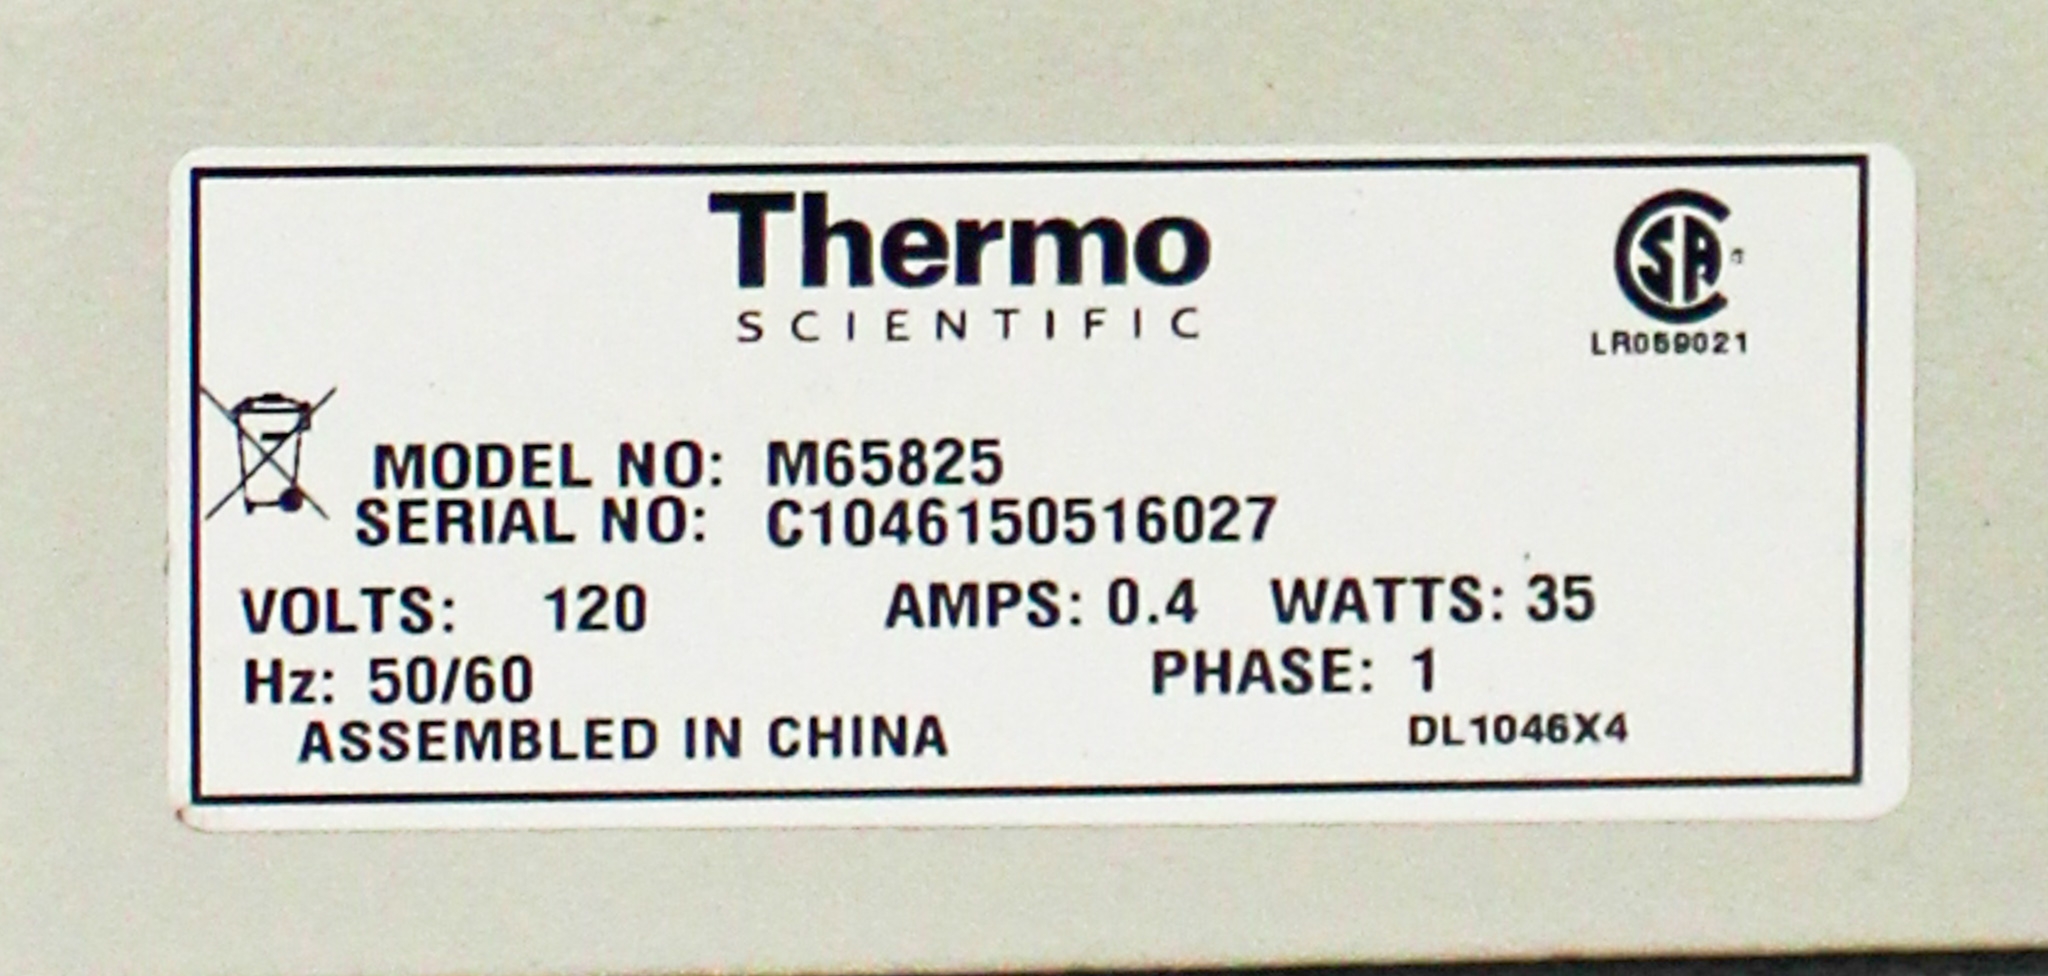 Thermo
SCIENTIFIC
SA
LR059021
MODEL NO: M65825
SERIAL NO: C1046150516027
VOLTS: 120 AMPS: 0.4 WATTS: 35
Hz: 50/60 PHASE: 1
ASSEMBLED IN CHINA DL1046X4